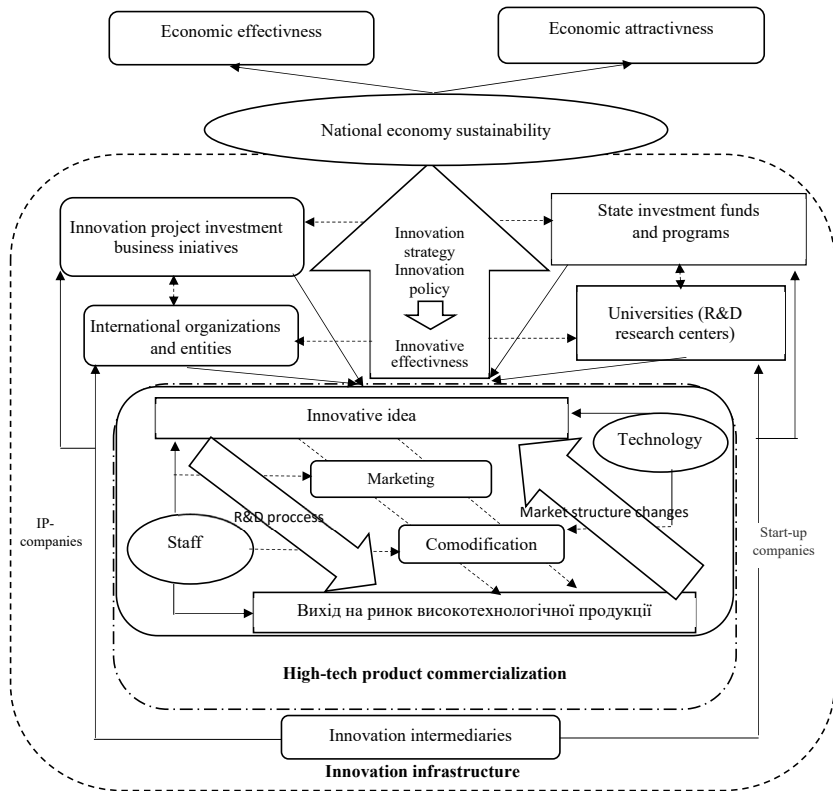 Economic effectivness
Economic attractivness
National economy sustainability
Innovation project investment
business iniatives
Innovation
strategy
Innovation
policy
State investment funds
and programs
International organizations
and entities
Innovative
effectivness
Universities (R&D
research centers)
Innovative idea
Technology
Marketing
R&D proccess
Market structure changes
IP-
companies
Staff
Comodification
Start-up
companies
Вихід на ринок високотехнологічної продукції
High-tech product commercialization
Innovation intermediaries
Innovation infrastructure